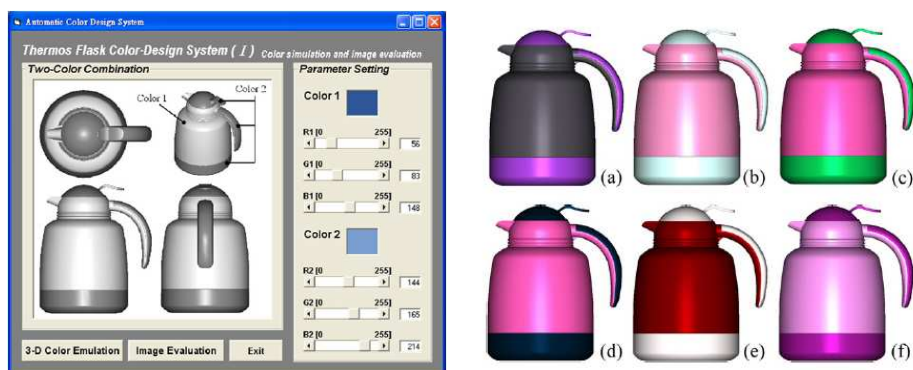 Automatic Color Design System
Thermos Flask Color-Design System ( I ) Color simulation and image evaluation
Two-Color Combination
Color 1
Color 2
Parameter Setting
Color 1
R1 [0 255]
56
G1 [0 255]
83
B1 [0 255]
148
Color 2
R2 [0 255]
144
G2 [0 255]
165
B2 [0 255]
214
3-D Color Emulation
Image Evaluation
Exit
(a)
(b)
(c)
(d)
(e)
(f)